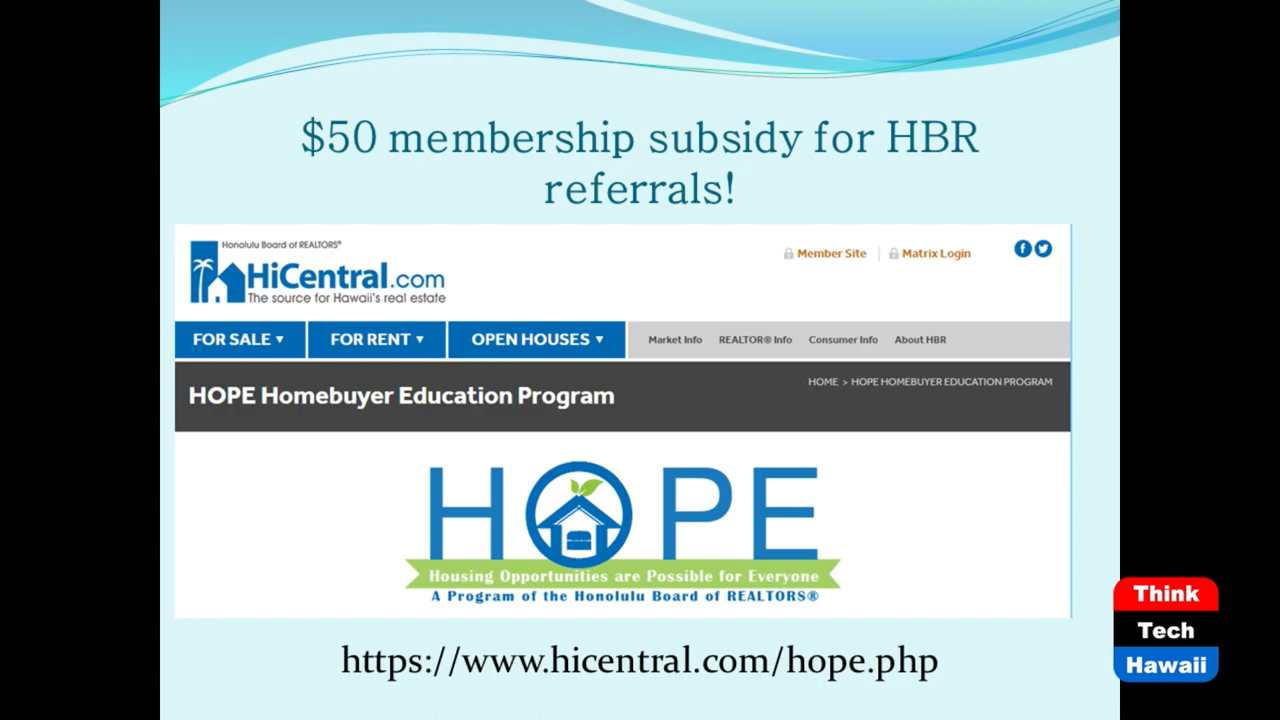 $50 membership subsidy for HBR
referrals!
Honolulu Board of REALTORS®
HiCentral.com
The source for Hawaii's real estate
Member Site
Matrix Login
FOR SALE
FOR RENT
OPEN HOUSES
Market Info
REALTOR® Info
Consumer Info
About HBR
HOPE Homebuyer Education Program
HOME > HOPE HOMEBUYER EDUCATION PROGRAM
HOPE
Housing Opportunities are Possible for Everyone
A Program of the Honolulu Board of REALTORS®
https://www.hicentral.com/hope.php
Think
Tech
Hawaii